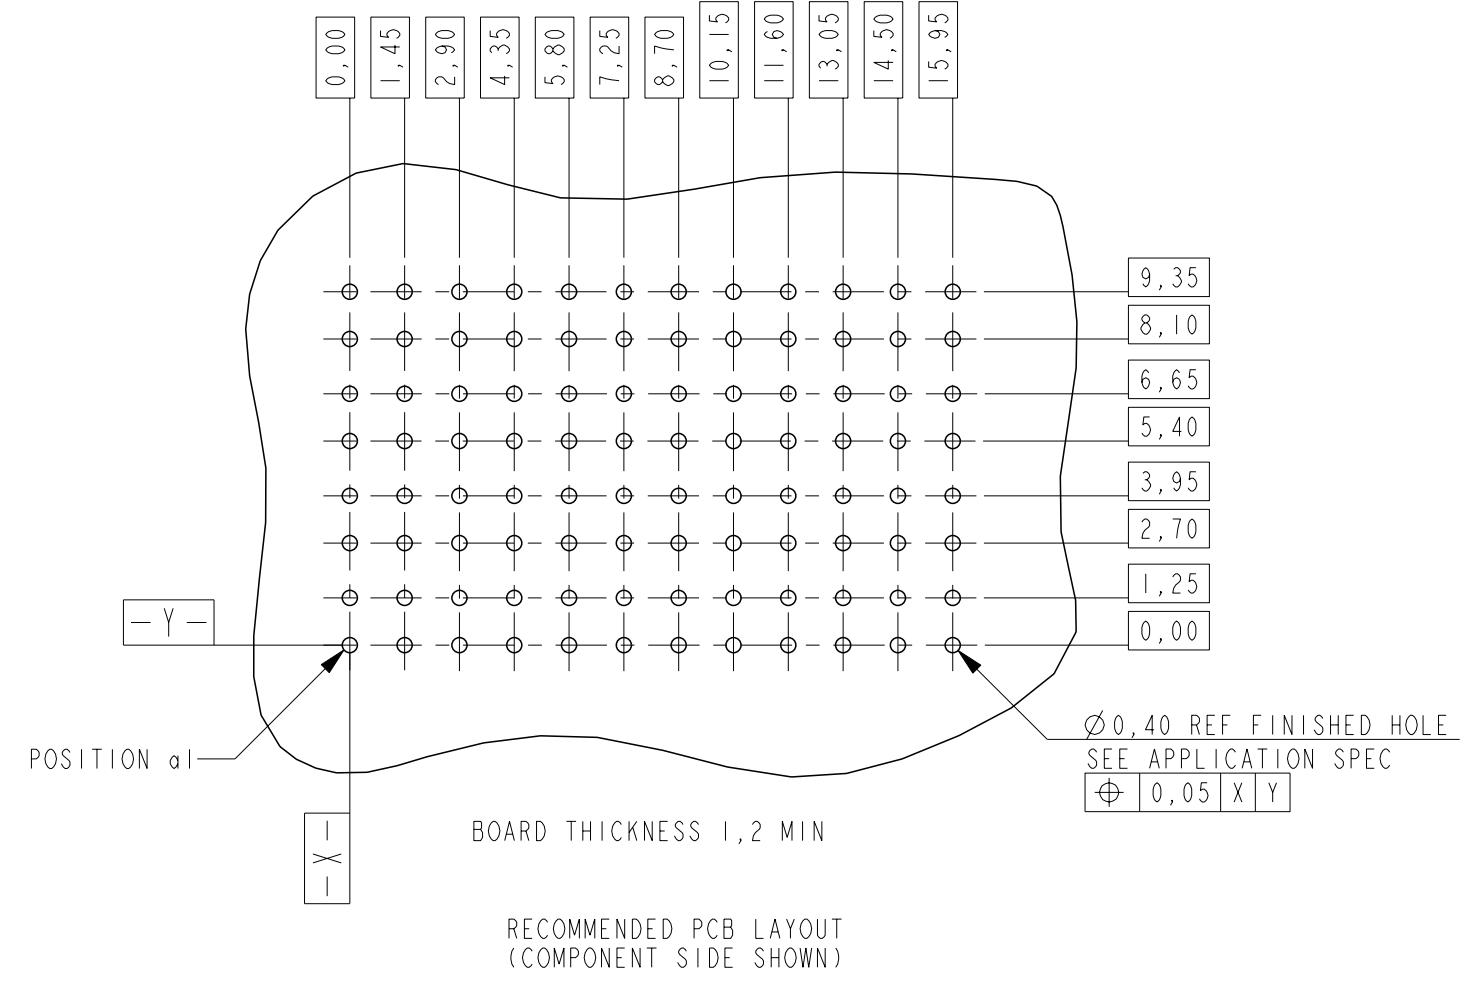 0,00
1,45
2,90
4,35
5,80
7,25
8,70
10,15
11,60
13,05
14,50
15,95
9,35
8,10
6,65
5,40
3,95
2,70
1,25
0,00
– Y –
POSITION a1
– X –
Ø0,40 REF FINISHED HOLE
SEE APPLICATION SPEC
⌖ 0,05 X Y
BOARD THICKNESS 1,2 MIN
RECOMMENDED PCB LAYOUT
(COMPONENT SIDE SHOWN)